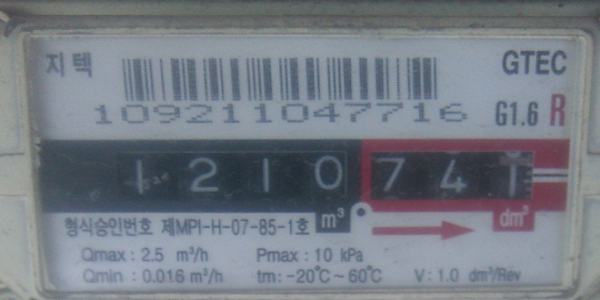 지텍 GTEC
109211047716 G1.6 R
1210 741
형식승인번호 제MPI-H-07-85-1호 m³ dm³
Qmax : 2.5 m³/h Pmax : 10 kPa
Qmin : 0.016 m³/h tm: -20℃ ~ 60℃ V: 1.0 dm³/Rev